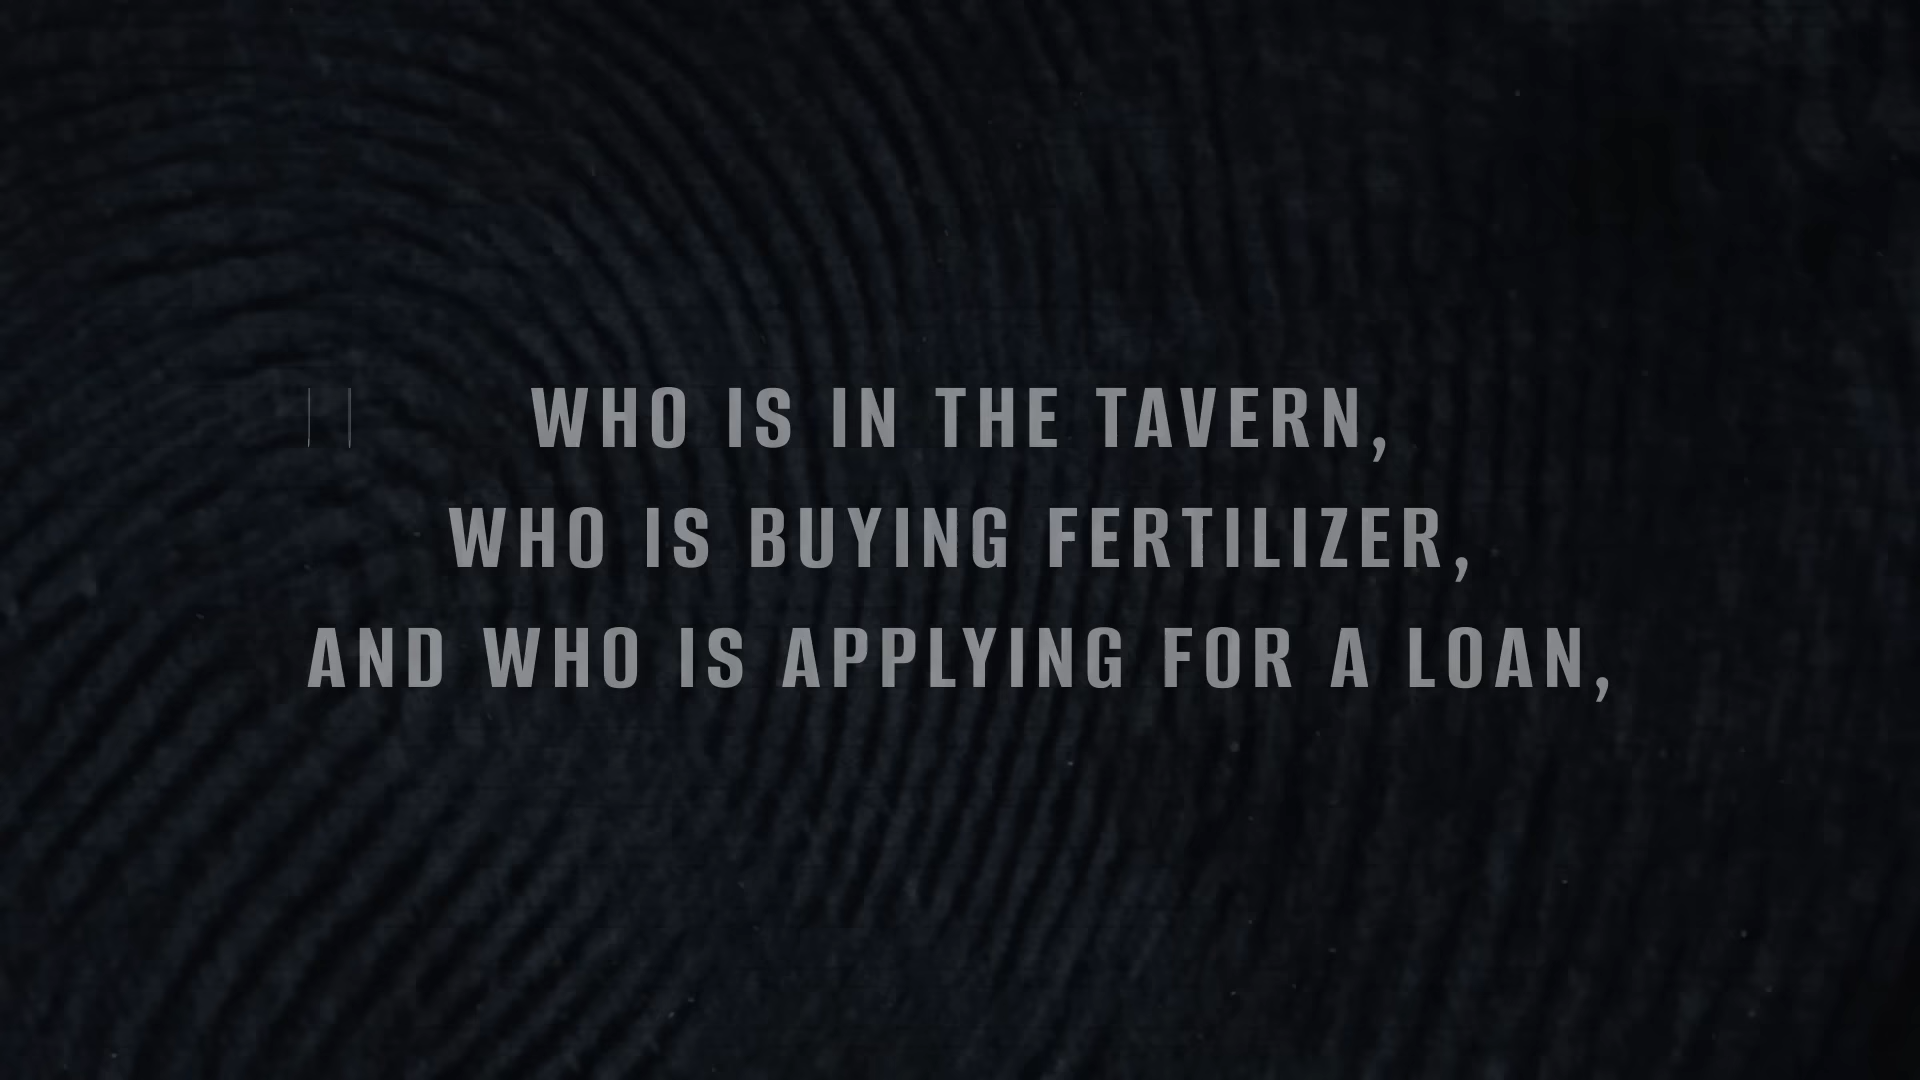 WHO IS IN THE TAVERN,
WHO IS BUYING FERTILIZER,
AND WHO IS APPLYING FOR A LOAN,